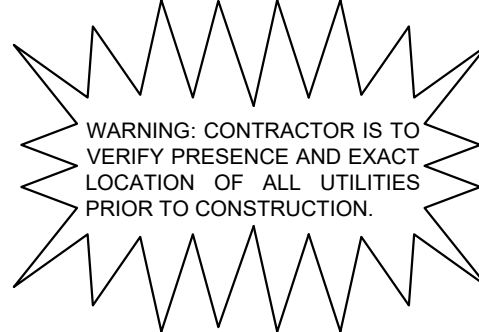 WARNING: CONTRACTOR IS TO
VERIFY PRESENCE AND EXACT
LOCATION OF ALL UTILITIES
PRIOR TO CONSTRUCTION.